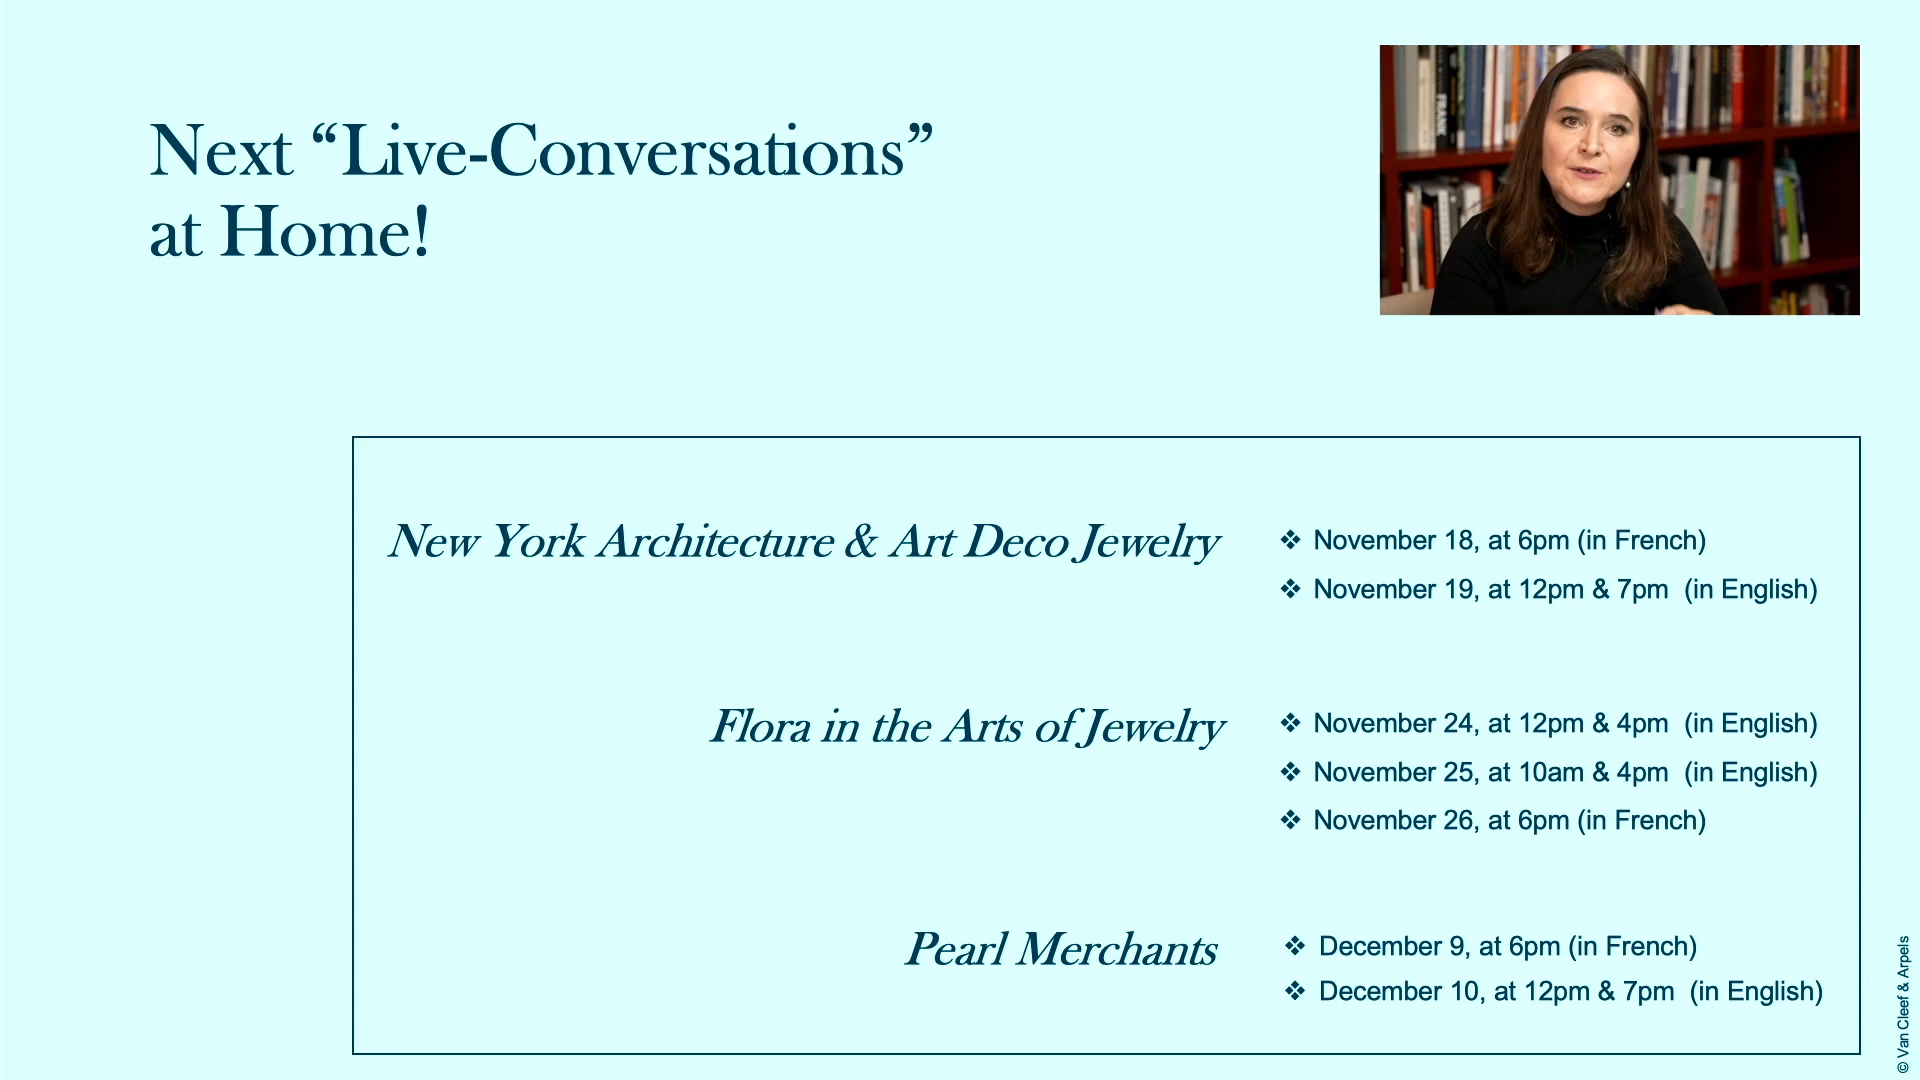 Next “Live-Conversations”
at Home!
New York Architecture & Art Deco Jewelry
❖ November 18, at 6pm (in French)
❖ November 19, at 12pm & 7pm (in English)
Flora in the Arts of Jewelry
❖ November 24, at 12pm & 4pm (in English)
❖ November 25, at 10am & 4pm (in English)
❖ November 26, at 6pm (in French)
Pearl Merchants
❖ December 9, at 6pm (in French)
❖ December 10, at 12pm & 7pm (in English)
© Van Cleef & Arpels